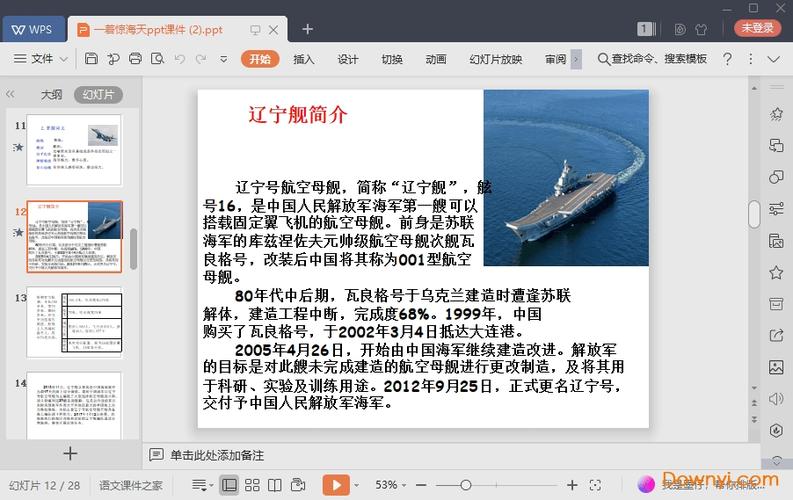 WPS
一着惊海天ppt课件 (2).ppt
1
未登录
文件
开始
插入
设计
切换
动画
幻灯片放映
审阅
查找命令、搜索模板
大纲
幻灯片
11
12
辽宁舰简介
13
14
辽宁舰简介
辽宁号航空母舰，简称“辽宁舰”，舷
号16，是中国人民解放军海军第一艘可以
搭载固定翼飞机的航空母舰。前身是苏联
海军的库兹涅佐夫元帅级航空母舰次舰瓦
良格号，改装后中国将其称为001型航空
母舰。
80年代中后期，瓦良格号于乌克兰建造时遭逢苏联
解体，建造工程中断，完成度68%。1999年，中国
购买了瓦良格号，于2002年3月4日抵达大连港。
2005年4月26日，开始由中国海军继续建造改进。解放军
的目标是对此艘未完成建造的航空母舰进行更改制造，及将其用
于科研、实验及训练用途。2012年9月25日，正式更名辽宁号，
交付予中国人民解放军海军。
单击此处添加备注
幻灯片 12 / 28
语文课件之家
53%
Downyi.com